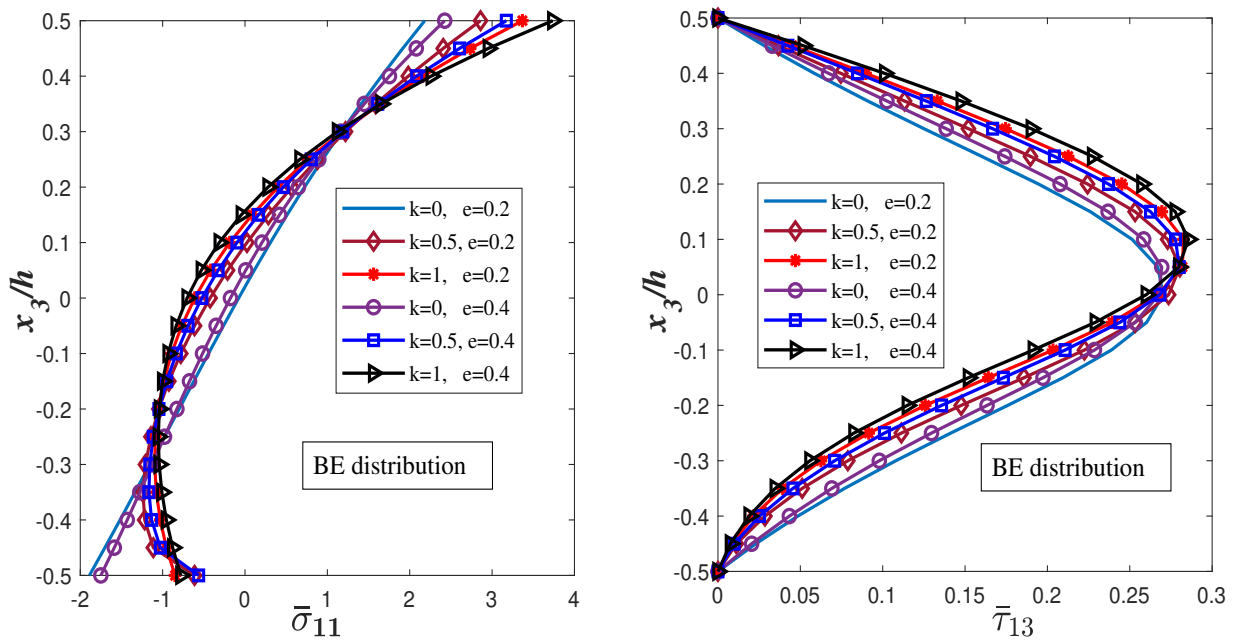 0.5
0.4
0.3
0.2
0.1
0
-0.1
-0.2
-0.3
-0.4
-0.5
x3/h
-2
-1
0
1
2
3
4
σ̄11
k=0, e=0.2
k=0.5, e=0.2
k=1, e=0.2
k=0, e=0.4
k=0.5, e=0.4
k=1, e=0.4
BE distribution
0.5
0.4
0.3
0.2
0.1
0
-0.1
-0.2
-0.3
-0.4
-0.5
x3/h
0
0.05
0.1
0.15
0.2
0.25
0.3
τ̄13
k=0, e=0.2
k=0.5, e=0.2
k=1, e=0.2
k=0, e=0.4
k=0.5, e=0.4
k=1, e=0.4
BE distribution